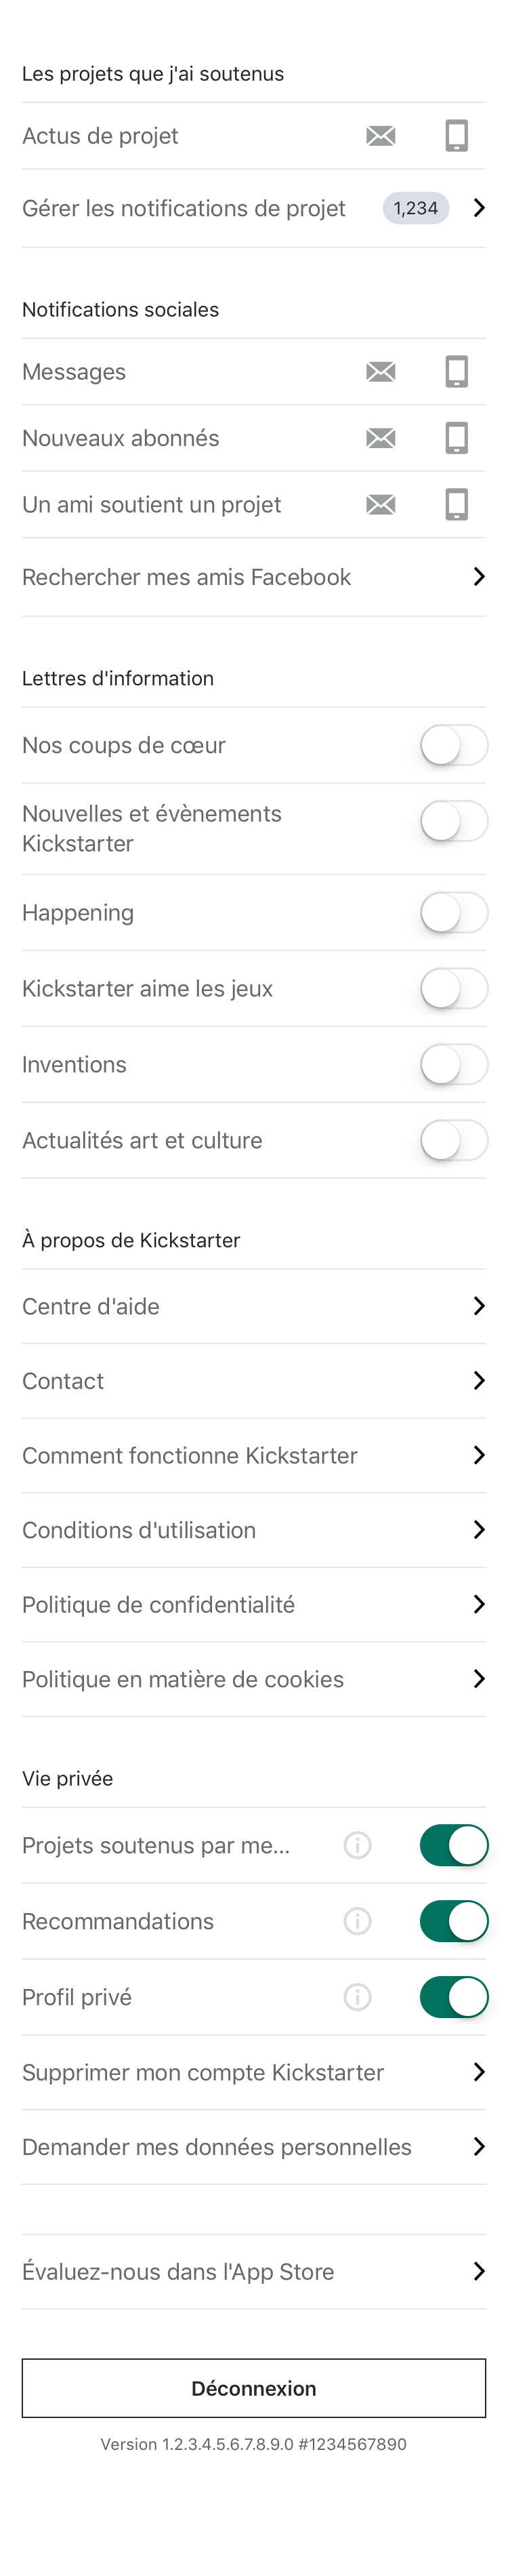 Les projets que j'ai soutenus
Actus de projet
Gérer les notifications de projet 1,234
Notifications sociales
Messages
Nouveaux abonnés
Un ami soutient un projet
Rechercher mes amis Facebook
Lettres d'information
Nos coups de cœur
Nouvelles et évènements
Kickstarter
Happening
Kickstarter aime les jeux
Inventions
Actualités art et culture
À propos de Kickstarter
Centre d'aide
Contact
Comment fonctionne Kickstarter
Conditions d'utilisation
Politique de confidentialité
Politique en matière de cookies
Vie privée
Projets soutenus par me...
Recommandations
Profil privé
Supprimer mon compte Kickstarter
Demander mes données personnelles
Évaluez-nous dans l'App Store
Déconnexion
Version 1.2.3.4.5.6.7.8.9.0 #1234567890